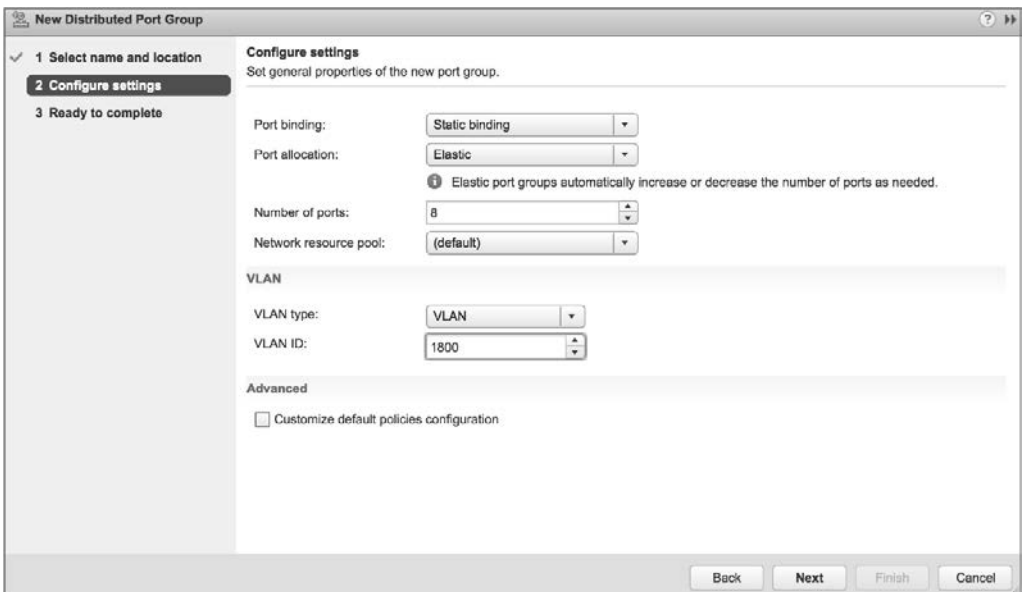 New Distributed Port Group
1 Select name and location
2 Configure settings
3 Ready to complete
Configure settings
Set general properties of the new port group.
Port binding: Static binding
Port allocation: Elastic
Elastic port groups automatically increase or decrease the number of ports as needed.
Number of ports: 8
Network resource pool: (default)
VLAN
VLAN type: VLAN
VLAN ID: 1800
Advanced
Customize default policies configuration
Back Next Finish Cancel